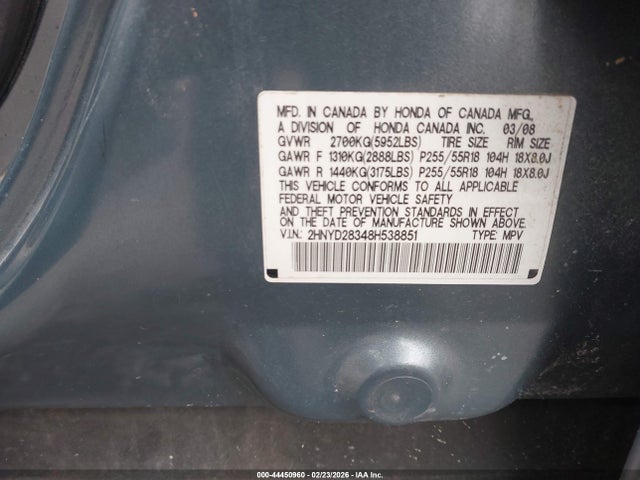 MFD. IN CANADA BY HONDA OF CANADA MFG.,
A DIVISION OF HONDA CANADA INC. 03/08
GVWR 2700KG(5952LBS) TIRE SIZE RIM SIZE
GAWR F 1310KG(2888LBS) P255/55R18 104H 18X8.0J
GAWR R 1440KG(3175LBS) P255/55R18 104H 18X8.0J
THIS VEHICLE CONFORMS TO ALL APPLICABLE
FEDERAL MOTOR VEHICLE SAFETY
AND THEFT PREVENTION STANDARDS IN EFFECT
ON THE DATE OF MANUFACTURE SHOWN ABOVE.
V.I.N.: 2HNYD28348H538851 TYPE: MPV
000-44450960 - 02/23/2026 - IAA Inc.